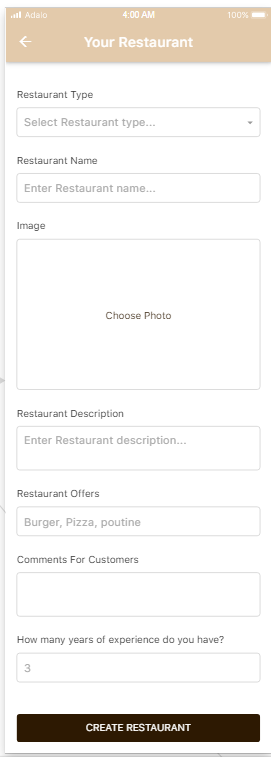 Adalo 4:00 AM 100%
Your Restaurant
Restaurant Type
Select Restaurant type...
Restaurant Name
Enter Restaurant name...
Image
Choose Photo
Restaurant Description
Enter Restaurant description...
Restaurant Offers
Burger, Pizza, poutine
Comments For Customers
How many years of experience do you have?
3
CREATE RESTAURANT